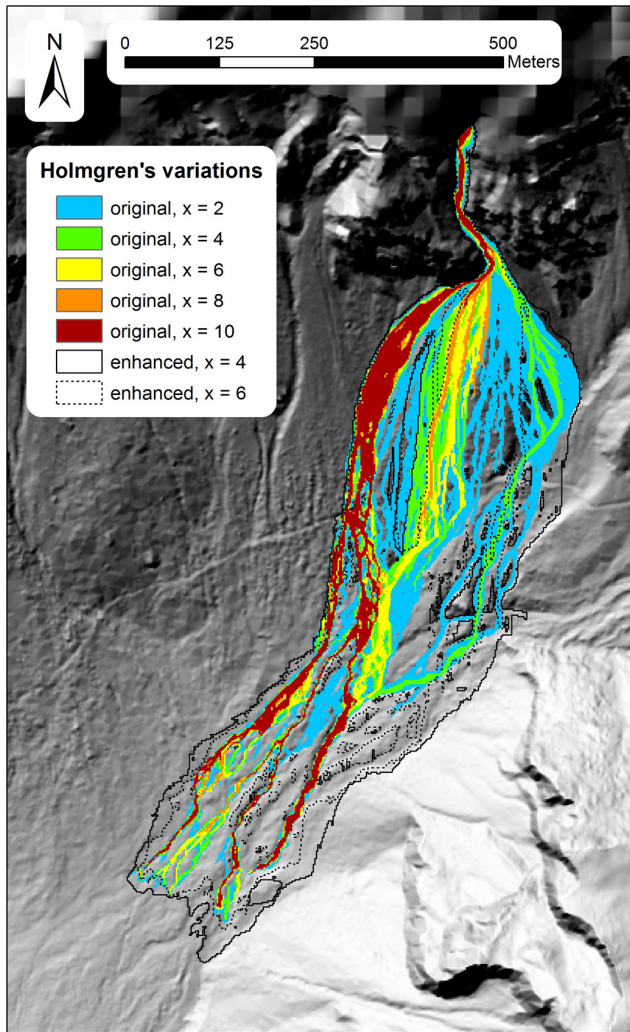 N
0 125 250 500
Meters
Holmgren's variations
original, x = 2
original, x = 4
original, x = 6
original, x = 8
original, x = 10
enhanced, x = 4
enhanced, x = 6